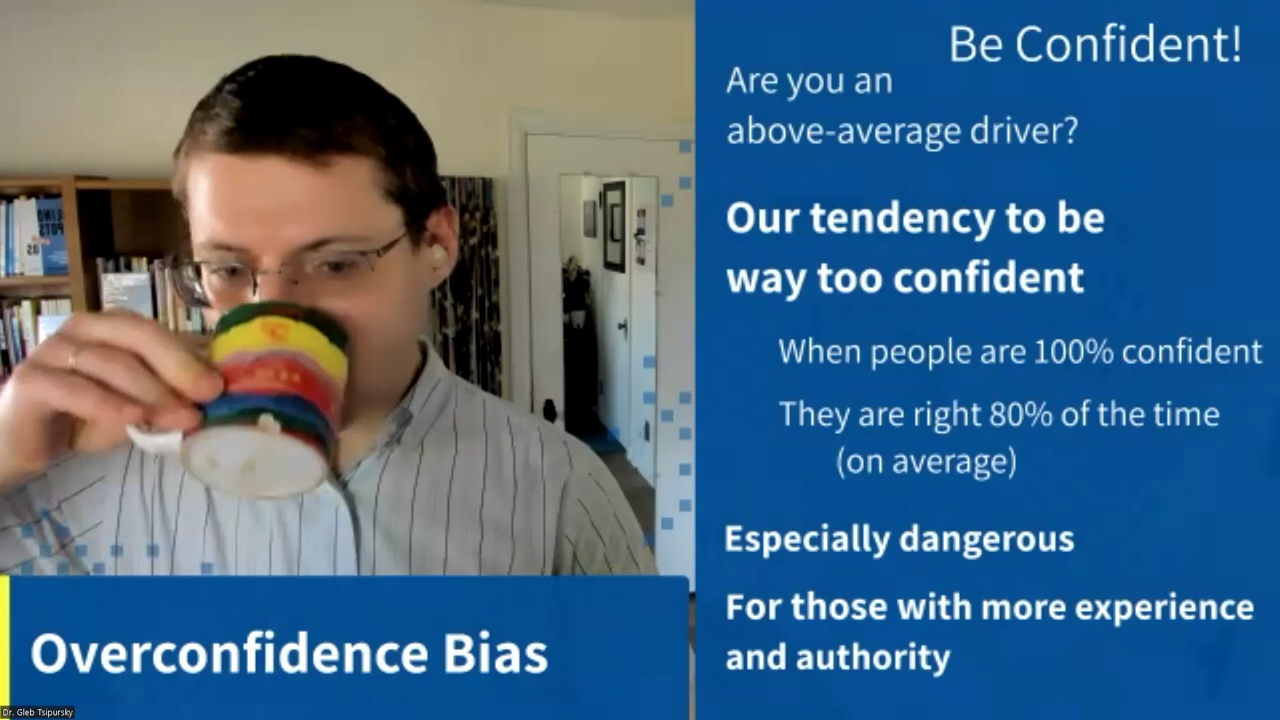 Be Confident!
Are you an
above-average driver?
Our tendency to be
way too confident
When people are 100% confident
They are right 80% of the time
(on average)
Especially dangerous
For those with more experience
and authority
Overconfidence Bias
Dr. Gleb Tsipursky